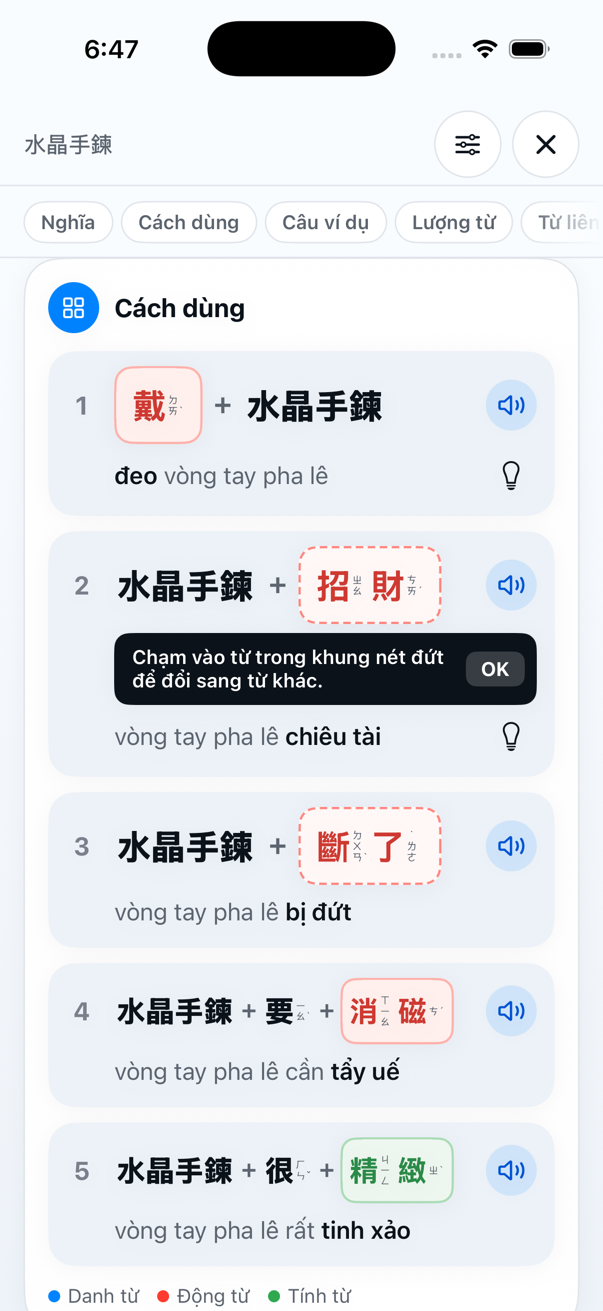 6:47
水晶手鍊
Nghĩa
Cách dùng
Câu ví dụ
Lượng từ
Từ liên
Cách dùng
1 戴ㄉㄞˋ + 水晶手鍊
đeo vòng tay pha lê
2 水晶手鍊 + 招ㄓㄠ財ㄘㄞˊ
Chạm vào từ trong khung nét đứt
để đổi sang từ khác.
OK
vòng tay pha lê chiêu tài
3 水晶手鍊 + 斷ㄉㄨㄢˋ了˙ㄌㄜ
vòng tay pha lê bị đứt
4 水晶手鍊 + 要ㄧㄠˋ + 消ㄒㄧㄠ磁ㄘˊ
vòng tay pha lê cần tẩy uế
5 水晶手鍊 + 很ㄏㄣˇ + 精ㄐㄧㄥ緻ㄓˋ
vòng tay pha lê rất tinh xảo
Danh từ
Động từ
Tính từ